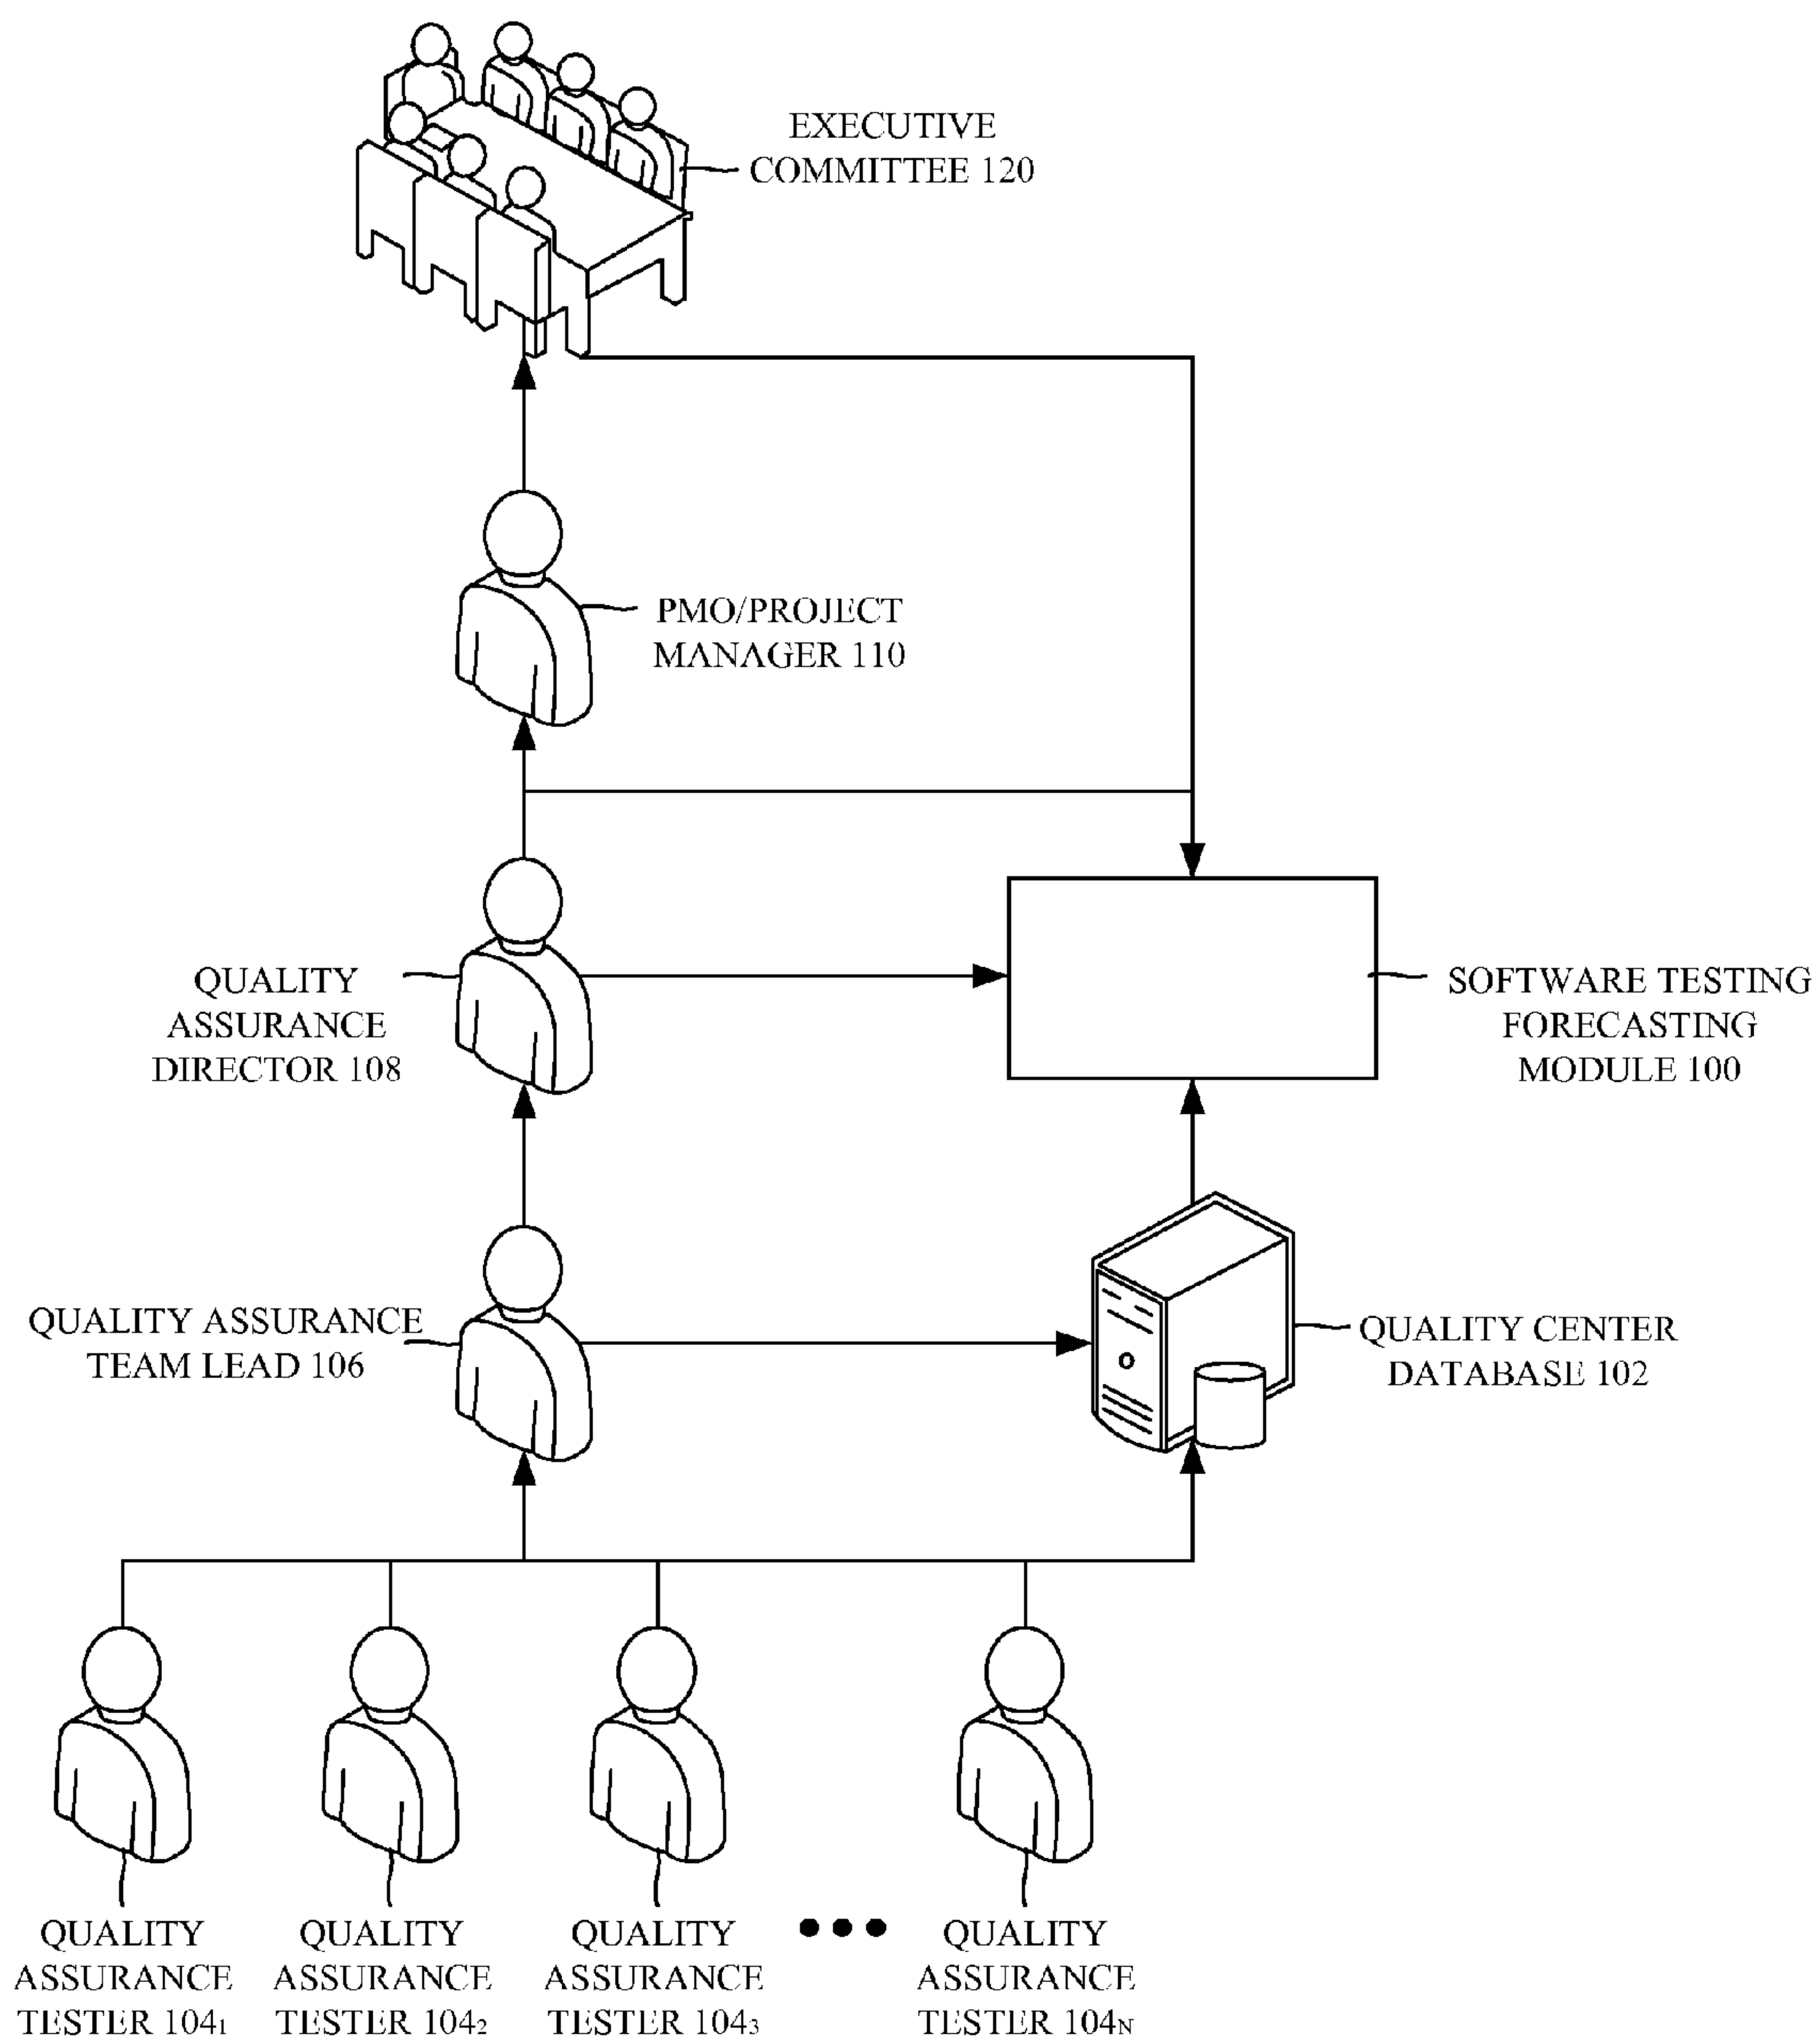 EXECUTIVE
COMMITTEE 120
PMO/PROJECT
MANAGER 110
QUALITY
ASSURANCE
DIRECTOR 108
SOFTWARE TESTING
FORECASTING
MODULE 100
QUALITY ASSURANCE
TEAM LEAD 106
QUALITY CENTER
DATABASE 102
QUALITY
ASSURANCE
TESTER 104₁
QUALITY
ASSURANCE
TESTER 104₂
QUALITY
ASSURANCE
TESTER 104₃
•••
QUALITY
ASSURANCE
TESTER 104N